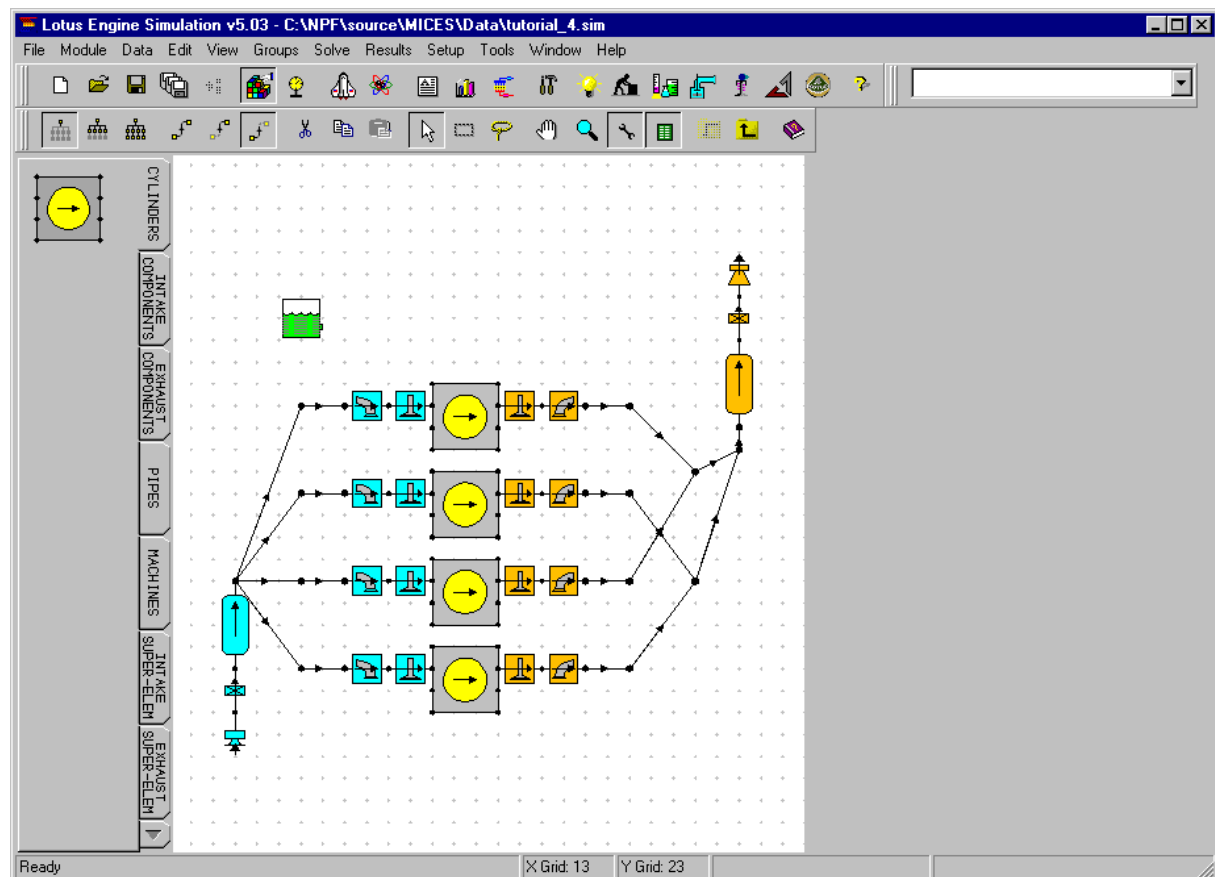 Lotus Engine Simulation v5.03 - C:\NPF\source\MICES\Data\tutorial_4.sim
File Module Data Edit View Groups Solve Results Setup Tools Window Help
CYLINDERS
INTAKE
COMPONENTS
EXHAUST
COMPONENTS
PIPES
MACHINES
INTAKE
SUPER-ELEM
EXHAUST
SUPER-ELEM
Ready
X Grid: 13
Y Grid: 23